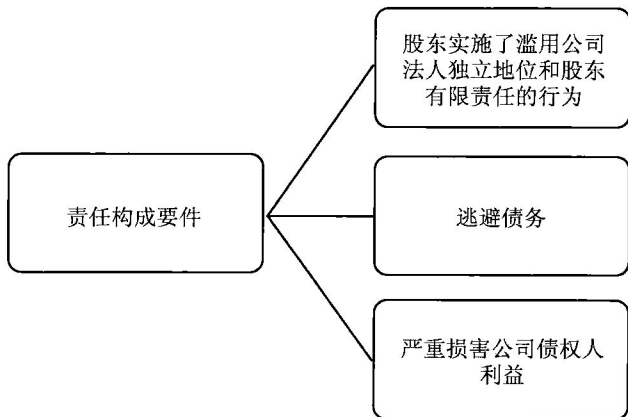 责任构成要件
股东实施了滥用公司
法人独立地位和股东
有限责任的行为
逃避债务
严重损害公司债权人
利益